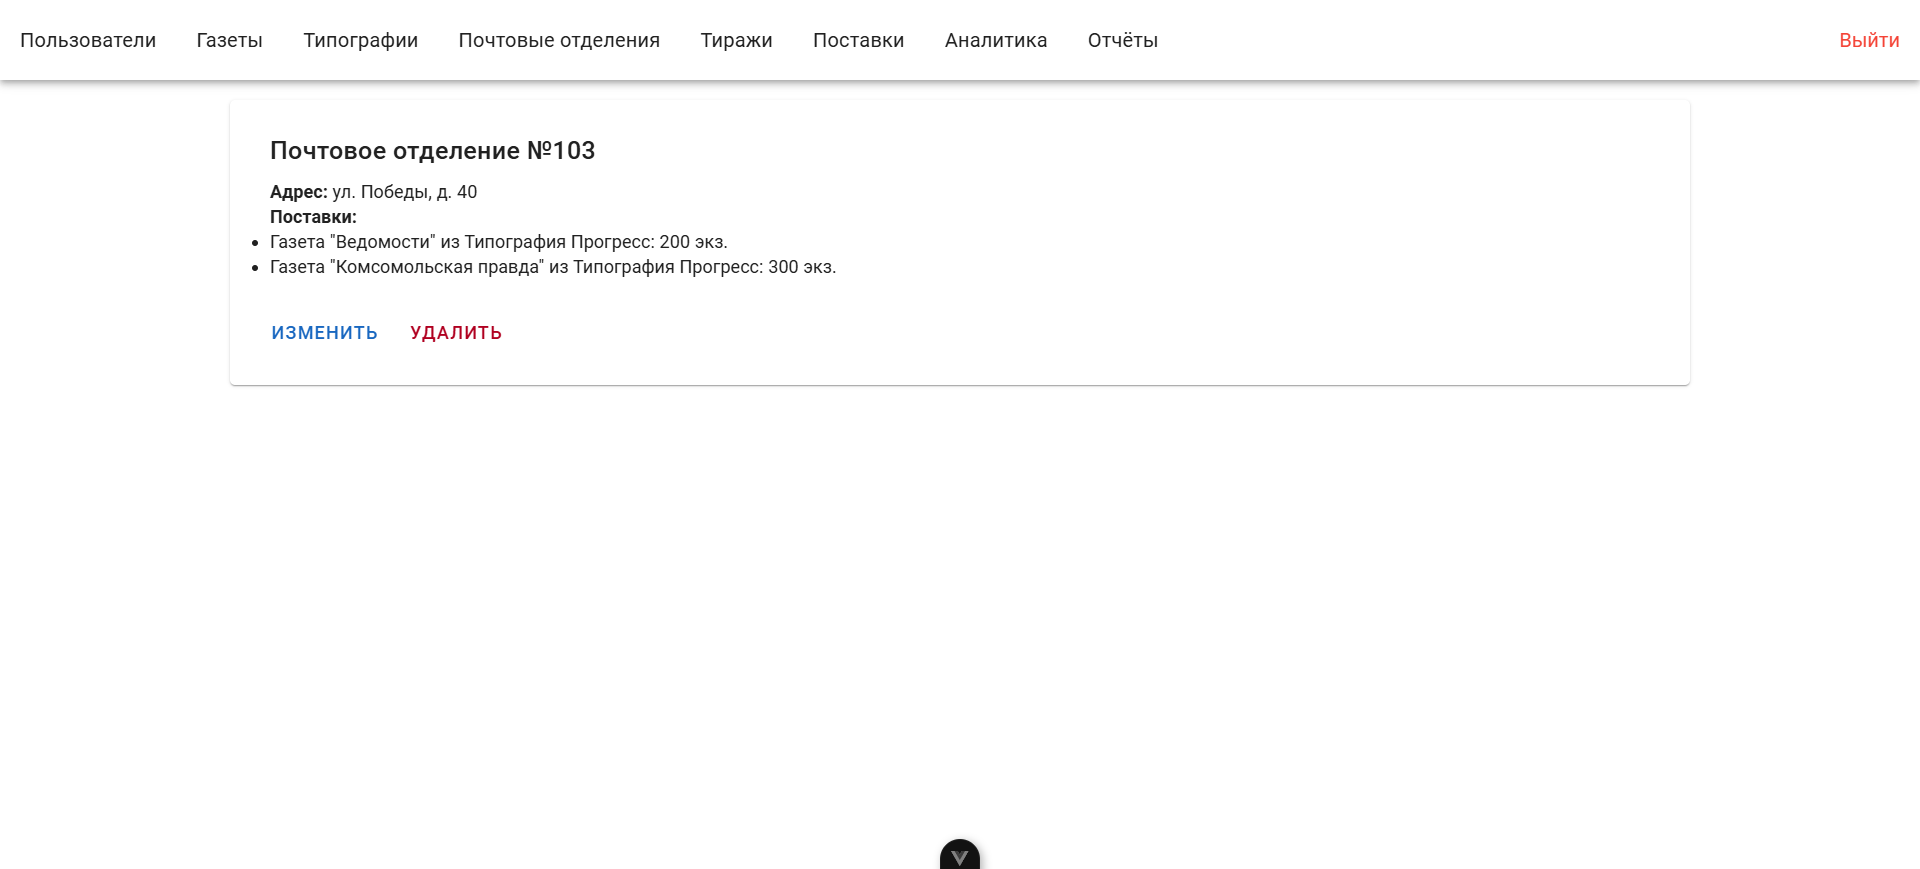 Пользователи Газеты Типографии Почтовые отделения Тиражи Поставки Аналитика Отчёты Выйти
Почтовое отделение №103
Адрес: ул. Победы, д. 40
Поставки:
Газета "Ведомости" из Типография Прогресс: 200 экз.
Газета "Комсомольская правда" из Типография Прогресс: 300 экз.
ИЗМЕНИТЬ УДАЛИТЬ